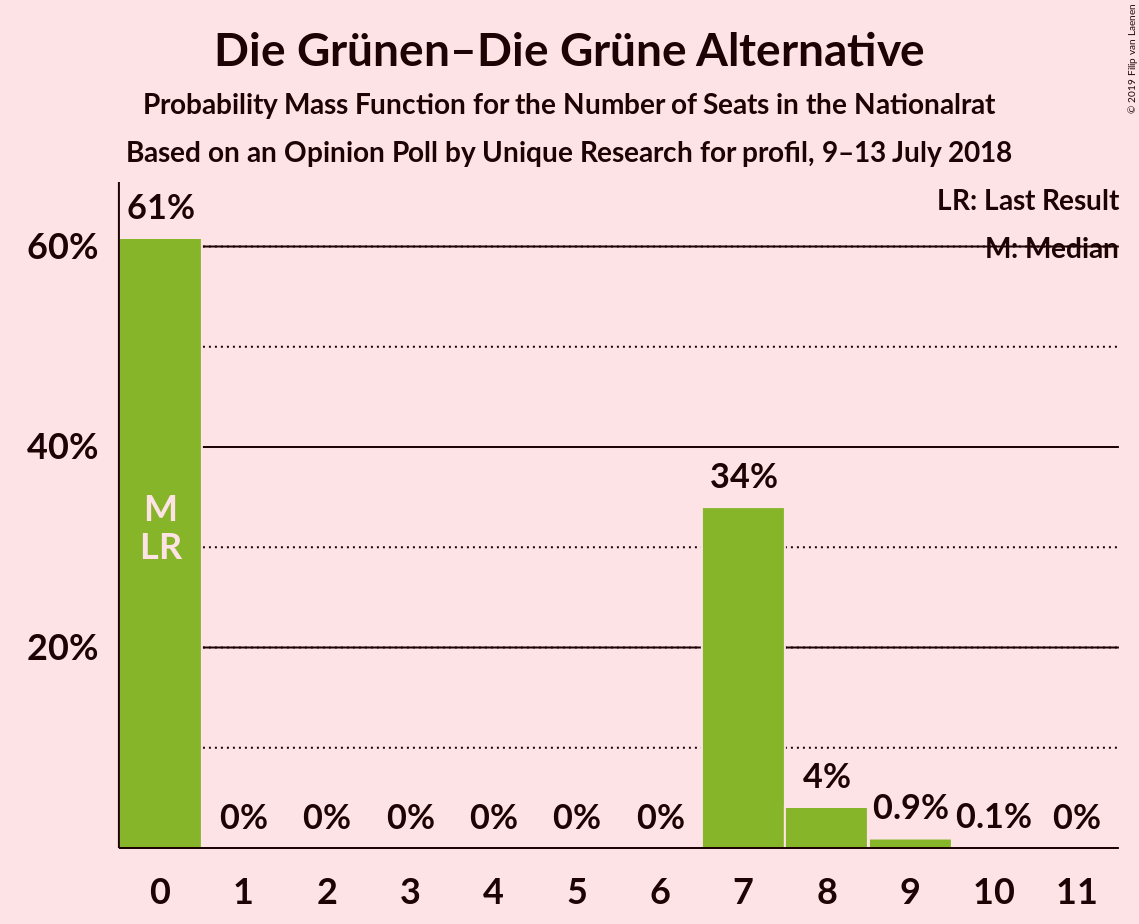 Die Grünen–Die Grüne Alternative
Probability Mass Function for the Number of Seats in the Nationalrat
Based on an Opinion Poll by Unique Research for profil, 9–13 July 2018
© 2019 Filip van Laenen
LR: Last Result
M: Median
61%
60%
40%
20%
M
LR
0%
0%
0%
0%
0%
0%
34%
4%
0.9%
0.1%
0%
0 1 2 3 4 5 6 7 8 9 10 11